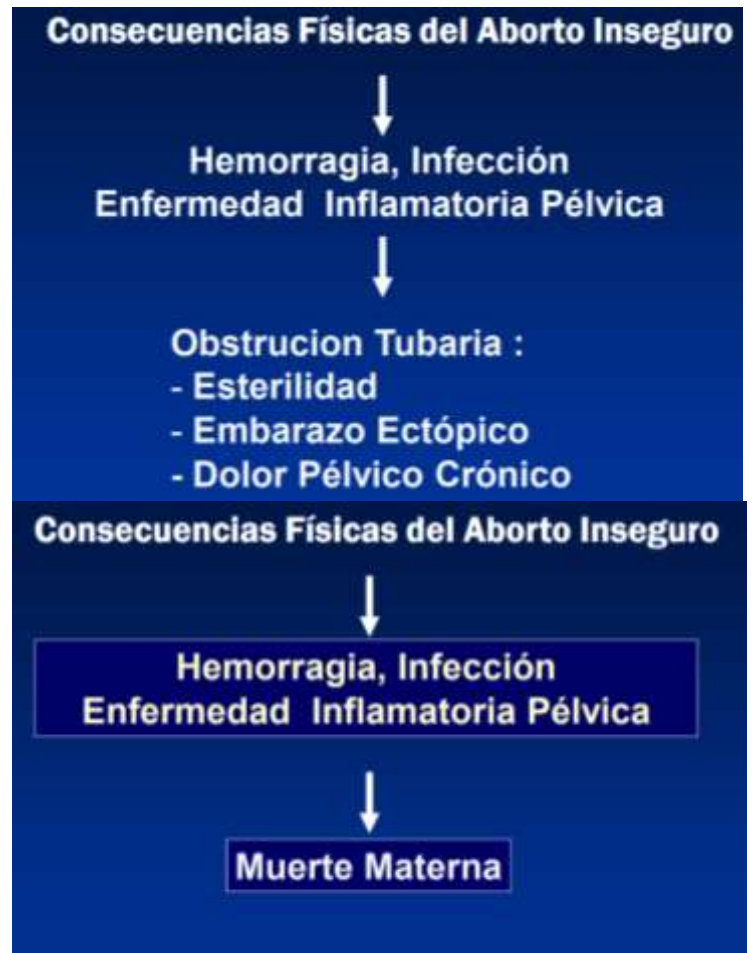 Consecuencias Físicas del Aborto Inseguro
Hemorragia, Infección
Enfermedad Inflamatoria Pélvica
Obstrucion Tubaria :
- Esterilidad
- Embarazo Ectópico
- Dolor Pélvico Crónico
Consecuencias Físicas del Aborto Inseguro
Hemorragia, Infección
Enfermedad Inflamatoria Pélvica
Muerte Materna